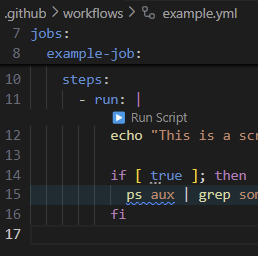 .github > workflows > example.yml
7 jobs:
8 example-job:
10 steps:
11 - run: |
Run Script
12 echo "This is a scr
13
14 if [ true ]; then
15 ps aux | grep
16 fi
17